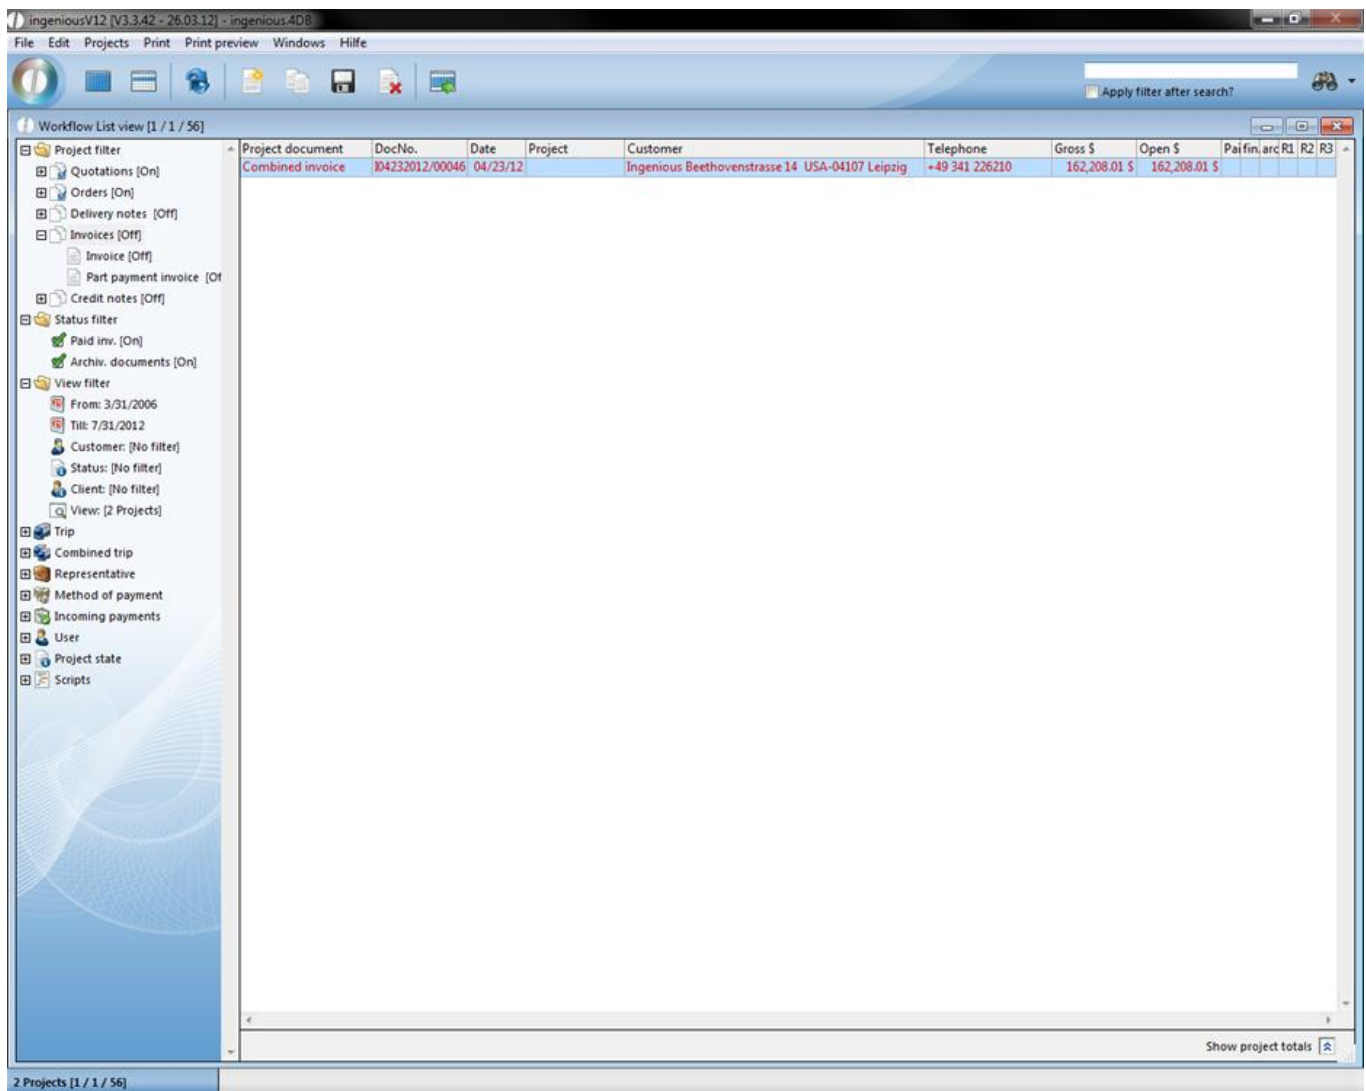 ingeniousV12 [V3.3.42 - 26.03.12] - ingenious.4DB
File Edit Projects Print Print preview Windows Hilfe
Apply filter after search?
Workflow List view [1 / 1 / 56]
Project document DocNo. Date Project Customer Telephone Gross $ Open $ Pai fin. arc R1 R2 R3
Combined invoice I04232012/00046 04/23/12 Ingenious Beethovenstrasse 14 USA-04107 Leipzig +49 341 226210 162,208.01 $ 162,208.01 $
Project filter
Quotations [On]
Orders [On]
Delivery notes [Off]
Invoices [Off]
Invoice [Off]
Part payment invoice [Of
Credit notes [Off]
Status filter
Paid inv. [On]
Archiv. documents [On]
View filter
From: 3/31/2006
Till: 7/31/2012
Customer: [No filter]
Status: [No filter]
Client: [No filter]
View: [2 Projects]
Trip
Combined trip
Representative
Method of payment
Incoming payments
User
Project state
Scripts
Show project totals
2 Projects [1 / 1 / 56]